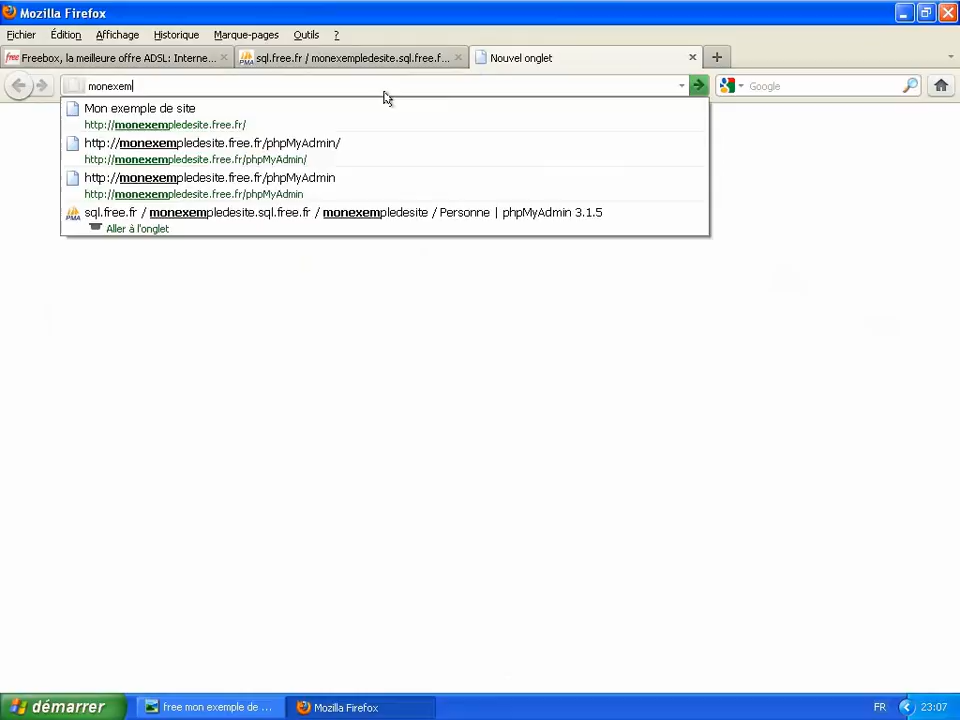 Mozilla Firefox
Fichier Édition Affichage Historique Marque-pages Outils ?
free Freebox, la meilleure offre ADSL: Interne... PMA sql.free.fr / monexempledesite.sql.free.f... Nouvel onglet
monexem Google
Mon exemple de site
http://monexempledesite.free.fr/
http://monexempledesite.free.fr/phpMyAdmin/
http://monexempledesite.free.fr/phpMyAdmin/
http://monexempledesite.free.fr/phpMyAdmin
http://monexempledesite.free.fr/phpMyAdmin
PMA sql.free.fr / monexempledesite.sql.free.fr / monexempledesite / Personne | phpMyAdmin 3.1.5
Aller à l'onglet
démarrer free mon exemple de ... Mozilla Firefox FR 23:07